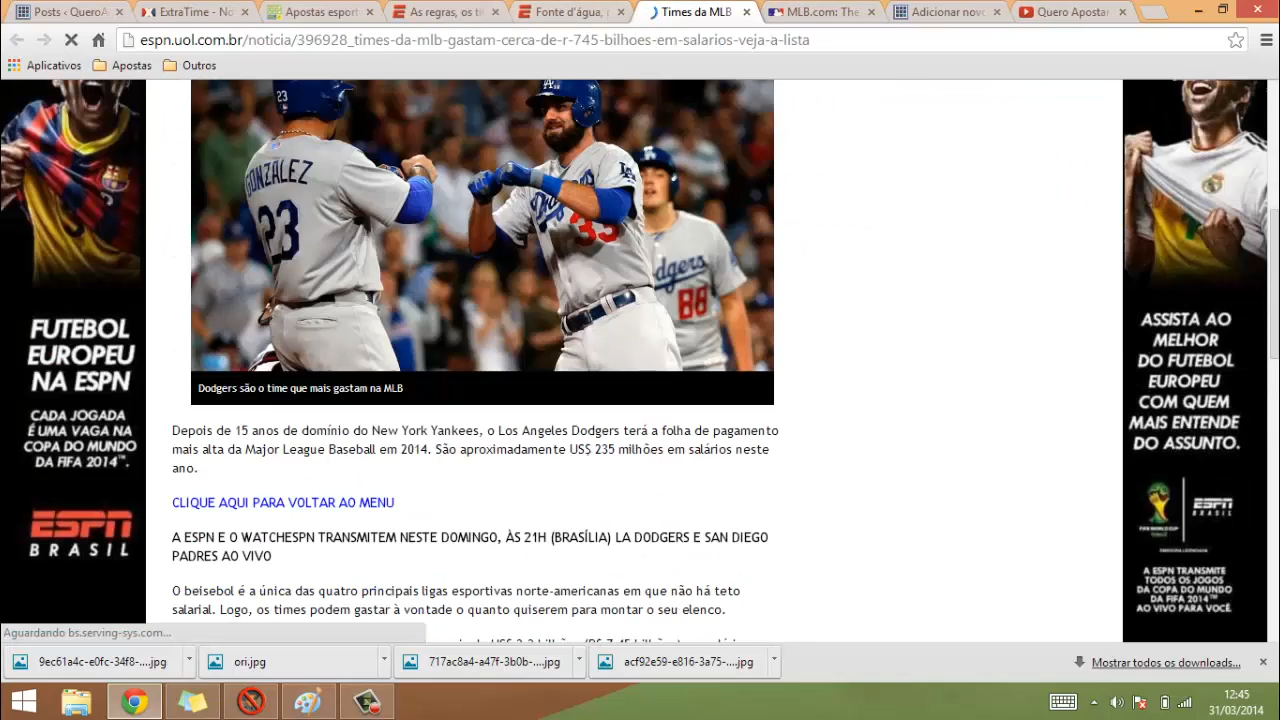 Posts ‹ QueroA
ExtraTime - No
Apostas esport
As regras, os ti
Fonte d'água,
Times da MLB
MLB.com: The
Adicionar novo
Quero Apostar
espn.uol.com.br/noticia/396928_times-da-mlb-gastam-cerca-de-r-745-bilhoes-em-salarios-veja-a-lista
Aplicativos Apostas Outros
23
GONZALEZ
23
LA
LA
Dodgers
33
Dodgers
88
Dodgers são o time que mais gastam na MLB
Depois de 15 anos de domínio do New York Yankees, o Los Angeles Dodgers terá a folha de pagamento
mais alta da Major League Baseball em 2014. São aproximadamente US$ 235 milhões em salários neste
ano.
CLIQUE AQUI PARA VOLTAR AO MENU
A ESPN E O WATCHESPN TRANSMITEM NESTE DOMINGO, ÀS 21H (BRASÍLIA) LA DODGERS E SAN DIEGO
PADRES AO VIVO
O beisebol é a única das quatro principais ligas esportivas norte-americanas em que não há teto
salarial. Logo, os times podem gastar à vontade o quanto quiserem para montar o seu elenco.
FUTEBOL
EUROPEU
NA ESPN
CADA JOGADA
É UMA VAGA NA
COPA DO MUNDO
DA FIFA 2014™.
ESPN
BRASIL
ASSISTA AO
MELHOR
DO FUTEBOL
EUROPEU
COM QUEM
MAIS ENTENDE
DO ASSUNTO.
ESPN
BRASIL
A ESPN TRANSMITE
TODOS OS JOGOS
DA COPA DO MUNDO
DA FIFA 2014™
AO VIVO PARA VOCÊ.
Aguardando bs.serving-sys.com...
9ec61a4c-e0fc-34f8-....jpg
ori.jpg
717ac8a4-a47f-3b0b-....jpg
acf92e59-e816-3a75-....jpg
Mostrar todos os downloads...
12:45
31/03/2014